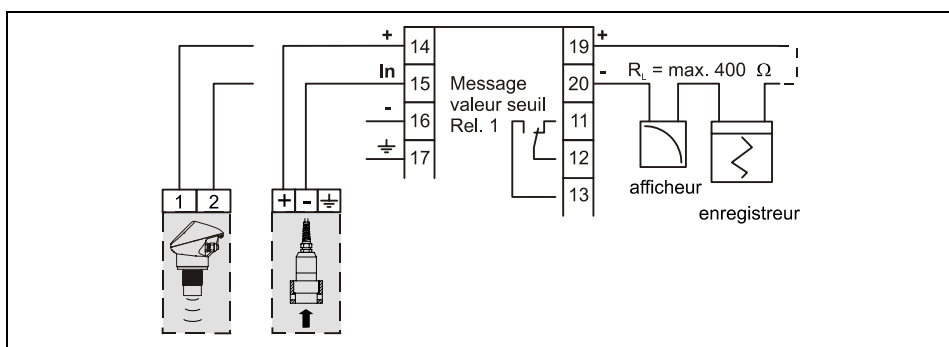 + 14
In 15
- 16
17
Message
valeur seuil
Rel. 1
19 +
20 -
11
12
13
R_L = max. 400 Ω
afficheur
enregistreur
1 2
+ -